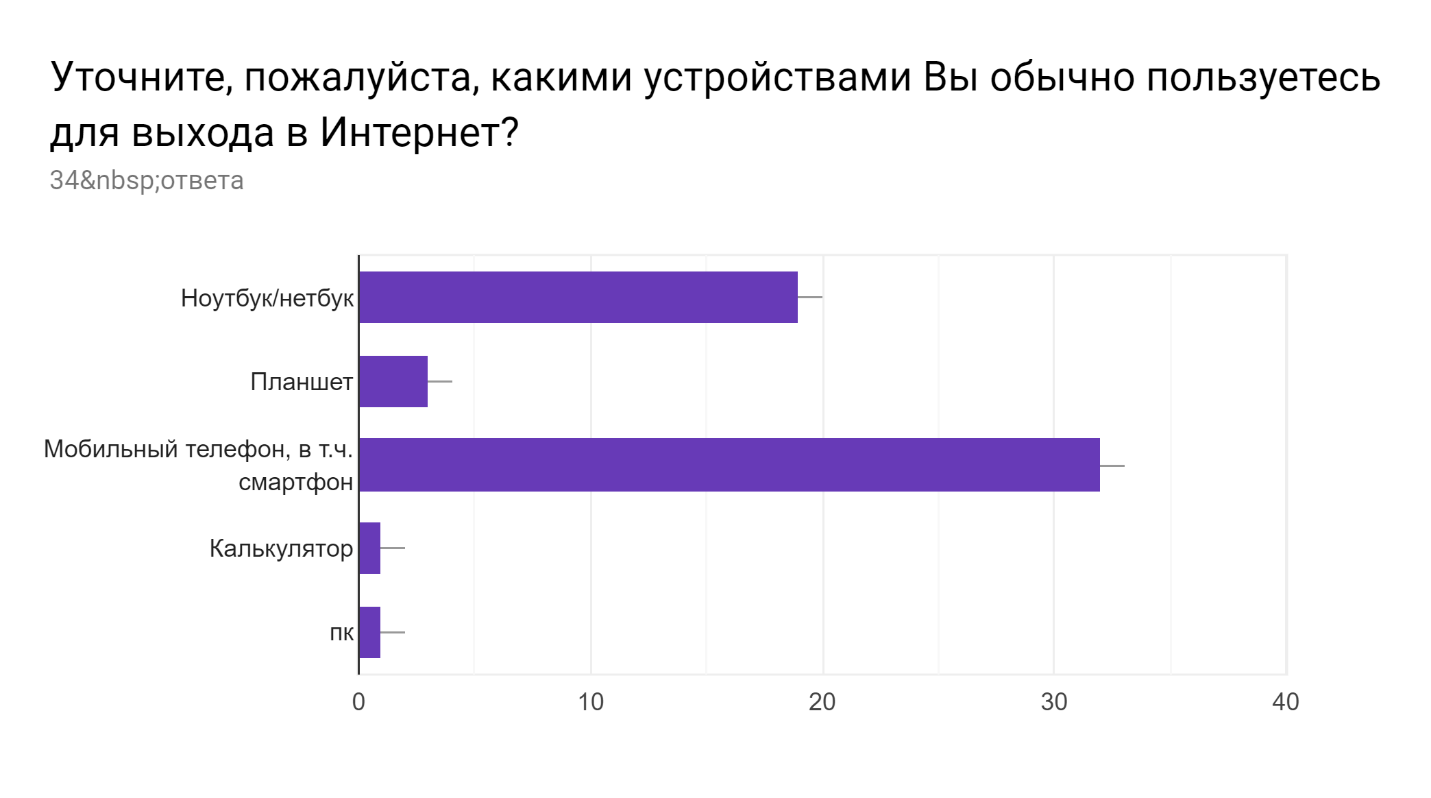 Уточните, пожалуйста, какими устройствами Вы обычно пользуетесь
для выхода в Интернет?
34&nbsp;ответа
Ноутбук/нетбук
Планшет
Мобильный телефон, в т.ч.
смартфон
Калькулятор
пк
0 10 20 30 40